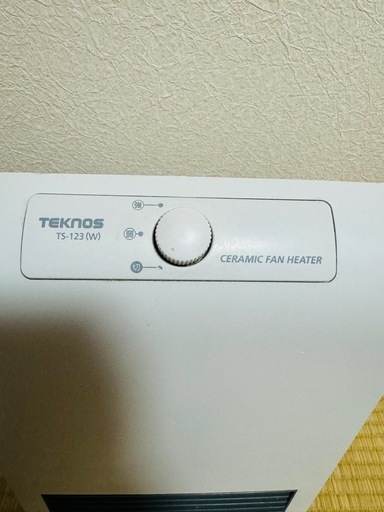 強
TEKNOS
弱
TS-123(W)
切
CERAMIC FAN HEATER